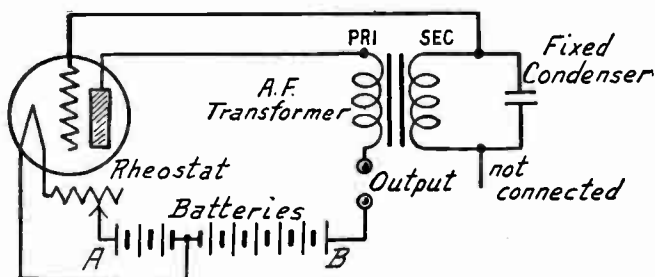 PRI SEC
Fixed
Condenser
A.F.
Transformer
Rheostat
Output
not
connected
Batteries
A
B